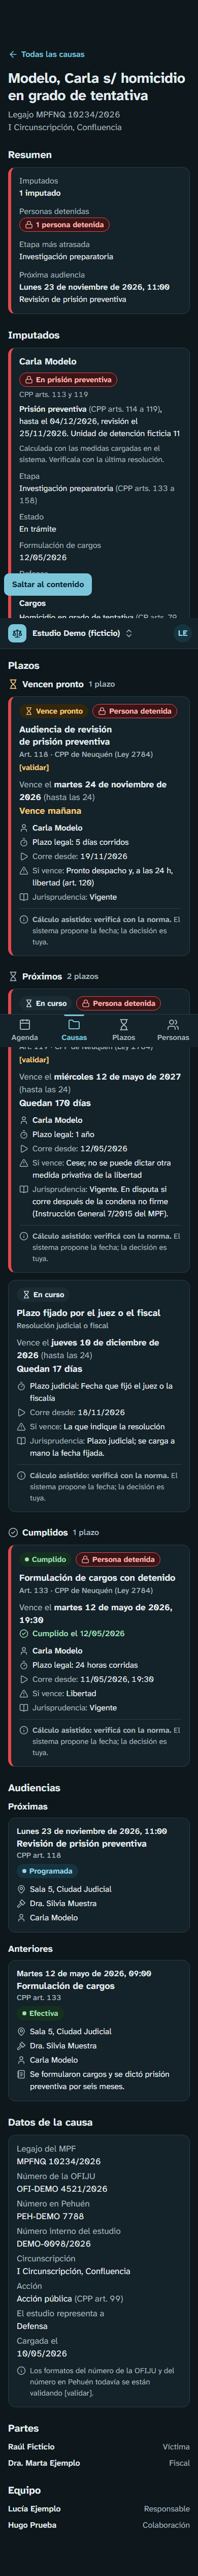 ← Todas las causas
Modelo, Carla s/ homicidio
en grado de tentativa
Legajo MPFNQ 10234/2026
I Circunscripción, Confluencia
Resumen
Imputados
1 imputado
Personas detenidas
1 persona detenida
Etapa más atrasada
Investigación preparatoria
Próxima audiencia
Lunes 23 de noviembre de 2026, 11:00
Revisión de prisión preventiva
Imputados
Carla Modelo
En prisión preventiva
CPP arts. 113 y 119
Prisión preventiva (CPP arts. 114 a 119),
hasta el 04/12/2026, revisión el
25/11/2026. Unidad de detención ficticia 11
Calculada con las medidas cargadas en el
sistema. Verificala con la última resolución.
Etapa
Investigación preparatoria (CPP arts. 133 a
158)
Estado
En trámite
Formulación de cargos
12/05/2026
Saltar al contenido
Cargos
Homicidio en grado de tentativa (CP arts. 79
Estudio Demo (ficticio)
LE
Plazos
Vencen pronto 1 plazo
Vence pronto
Persona detenida
Audiencia de revisión
de prisión preventiva
Art. 118 · CPP de Neuquén (Ley 2784)
[validar]
Vence el martes 24 de noviembre de
2026 (hasta las 24)
Vence mañana
Carla Modelo
Plazo legal: 5 días corridos
Corre desde: 19/11/2026
Si vence: Pronto despacho y, a las 24 h,
libertad (art. 120)
Jurisprudencia: Vigente
Cálculo asistido: verificá con la norma. El
sistema propone la fecha; la decisión es
tuya.
Próximos 2 plazos
En curso
Persona detenida
Agenda
Causas
Plazos
Personas
Art. 119 · CPP de Neuquén (Ley 2784)
[validar]
Vence el miércoles 12 de mayo de 2027
(hasta las 24)
Quedan 170 días
Carla Modelo
Plazo legal: 1 año
Corre desde: 12/05/2026
Si vence: Cese; no se puede dictar otra
medida privativa de la libertad
Jurisprudencia: Vigente. En disputa si
corre después de la condena no firme
(Instrucción General 7/2015 del MPF).
Cálculo asistido: verificá con la norma. El
sistema propone la fecha; la decisión es
tuya.
En curso
Plazo fijado por el juez o el fiscal
Resolución judicial o fiscal
Vence el jueves 10 de diciembre de
2026 (hasta las 24)
Quedan 17 días
Plazo judicial: Fecha que fijó el juez o la
fiscalía
Corre desde: 18/11/2026
Si vence: La que indique la resolución
Jurisprudencia: Plazo judicial; se carga a
mano la fecha fijada.
Cálculo asistido: verificá con la norma. El
sistema propone la fecha; la decisión es
tuya.
Cumplidos 1 plazo
Cumplido
Persona detenida
Formulación de cargos con detenido
Art. 133 · CPP de Neuquén (Ley 2784)
Vence el martes 12 de mayo de 2026,
19:30
Cumplido el 12/05/2026
Carla Modelo
Plazo legal: 24 horas corridas
Corre desde: 11/05/2026, 19:30
Si vence: Libertad
Jurisprudencia: Vigente
Cálculo asistido: verificá con la norma. El
sistema propone la fecha; la decisión es
tuya.
Audiencias
Próximas
Lunes 23 de noviembre de 2026, 11:00
Revisión de prisión preventiva
CPP art. 118
Programada
Sala 5, Ciudad Judicial
Dra. Silvia Muestra
Carla Modelo
Anteriores
Martes 12 de mayo de 2026, 09:00
Formulación de cargos
CPP art. 133
Efectiva
Sala 5, Ciudad Judicial
Dra. Silvia Muestra
Carla Modelo
Se formularon cargos y se dictó prisión
preventiva por seis meses.
Datos de la causa
Legajo del MPF
MPFNQ 10234/2026
Número de la OFIJU
OFI-DEMO 4521/2026
Número en Pehuén
PEH-DEMO 7788
Número interno del estudio
DEMO-0098/2026
Circunscripción
I Circunscripción, Confluencia
Acción
Acción pública (CPP art. 99)
El estudio representa a
Defensa
Cargada el
10/05/2026
Los formatos del número de la OFIJU y del
número en Pehuén todavía se están
validando [validar].
Partes
Raúl Ficticio Víctima
Dra. Marta Ejemplo Fiscal
Equipo
Lucía Ejemplo Responsable
Hugo Prueba Colaboración